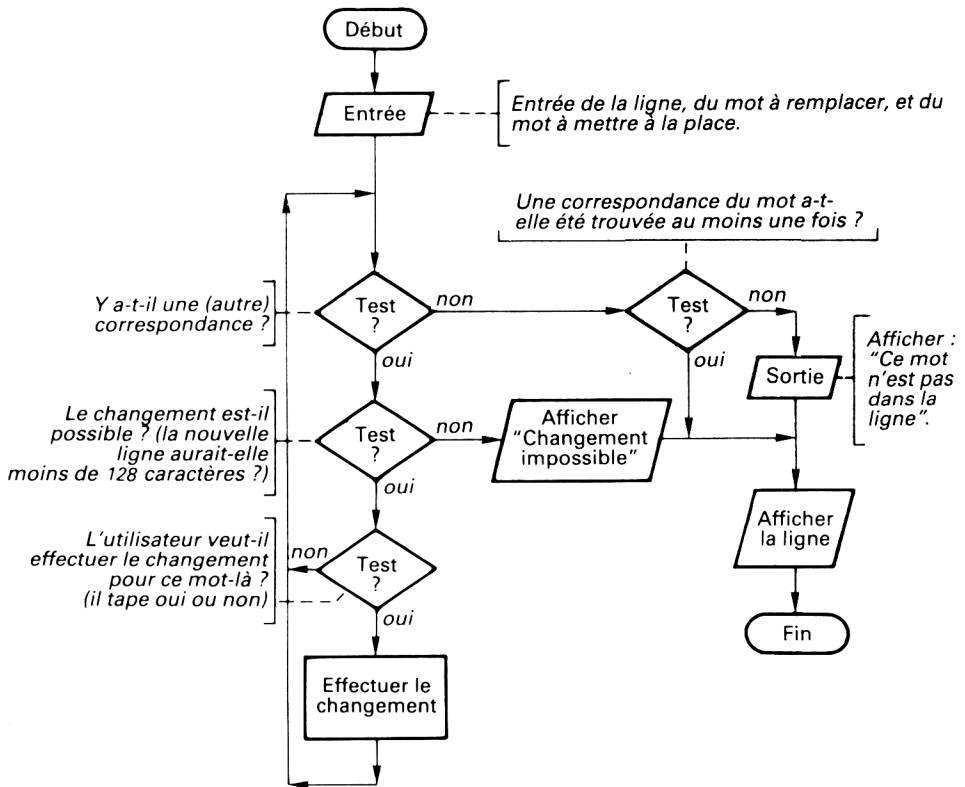 Début
Entrée
Entrée de la ligne, du mot à remplacer, et du
mot à mettre à la place.
Une correspondance du mot a-t-
elle été trouvée au moins une fois ?
Y a-t-il une (autre)
correspondance ?
Test
?
non
oui
Test
?
non
oui
Sortie
Afficher :
“Ce mot
n'est pas
dans la
ligne”.
Le changement est-il
possible ? (la nouvelle
ligne aurait-elle
moins de 128 caractères ?)
Test
?
non
oui
Afficher
“Changement
impossible”
L'utilisateur veut-il
effectuer le changement
pour ce mot-là ?
(il tape oui ou non)
non
Test
?
oui
Afficher
la ligne
Fin
Effectuer le
changement